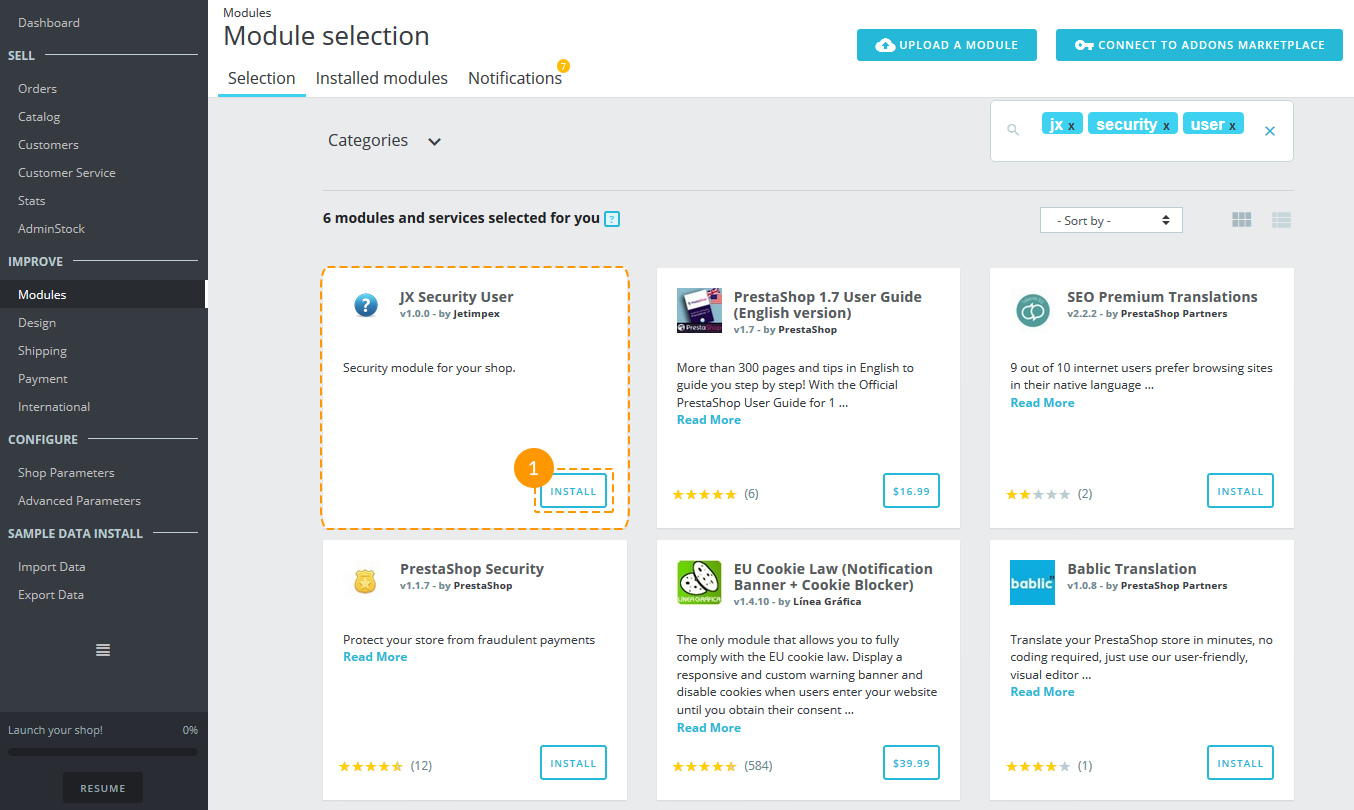 Dashboard
SELL
Orders
Catalog
Customers
Customer Service
Stats
AdminStock
IMPROVE
Modules
Design
Shipping
Payment
International
CONFIGURE
Shop Parameters
Advanced Parameters
SAMPLE DATA INSTALL
Import Data
Export Data
Launch your shop! 0%
RESUME
Modules
Module selection
UPLOAD A MODULE
CONNECT TO ADDONS MARKETPLACE
Selection Installed modules Notifications 7
Categories
jx x security x user x
6 modules and services selected for you ?
- Sort by -
?
JX Security User
v1.0.0 - by Jetimpex
Security module for your shop.
1
INSTALL
PrestaShop
PrestaShop 1.7 User Guide
(English version)
v1.7 - by PrestaShop
More than 300 pages and tips in English to
guide you step by step! With the Official
PrestaShop User Guide for 1 ...
Read More
(6)
$16.99
SEO Premium Translations
v2.2.2 - by PrestaShop Partners
9 out of 10 internet users prefer browsing sites
in their native language ...
Read More
(2)
INSTALL
PrestaShop Security
v1.1.7 - by PrestaShop
Protect your store from fraudulent payments
Read More
(12)
INSTALL
LÍNEA GRÁFICA
EU Cookie Law (Notification
Banner + Cookie Blocker)
v1.4.10 - by Línea Gráfica
The only module that allows you to fully
comply with the EU cookie law. Display a
responsive and custom warning banner and
disable cookies when users enter your website
until you obtain their consent ...
Read More
(584)
$39.99
bablic
Bablic Translation
v1.0.8 - by PrestaShop Partners
Translate your PrestaShop store in minutes, no
coding required, just use our user-friendly,
visual editor ...
Read More
(1)
INSTALL